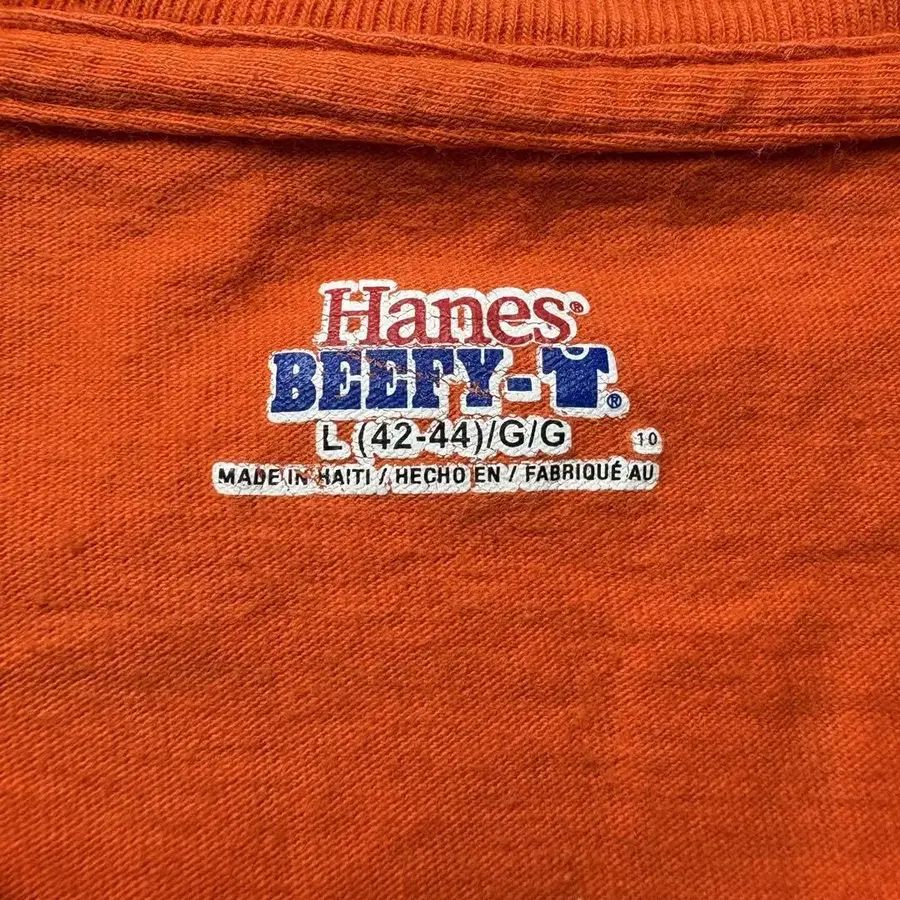 Hanes®
BEEFY-T®
L (42-44)/G/G 10
MADE IN HAITI / HECHO EN / FABRIQUÉ AU